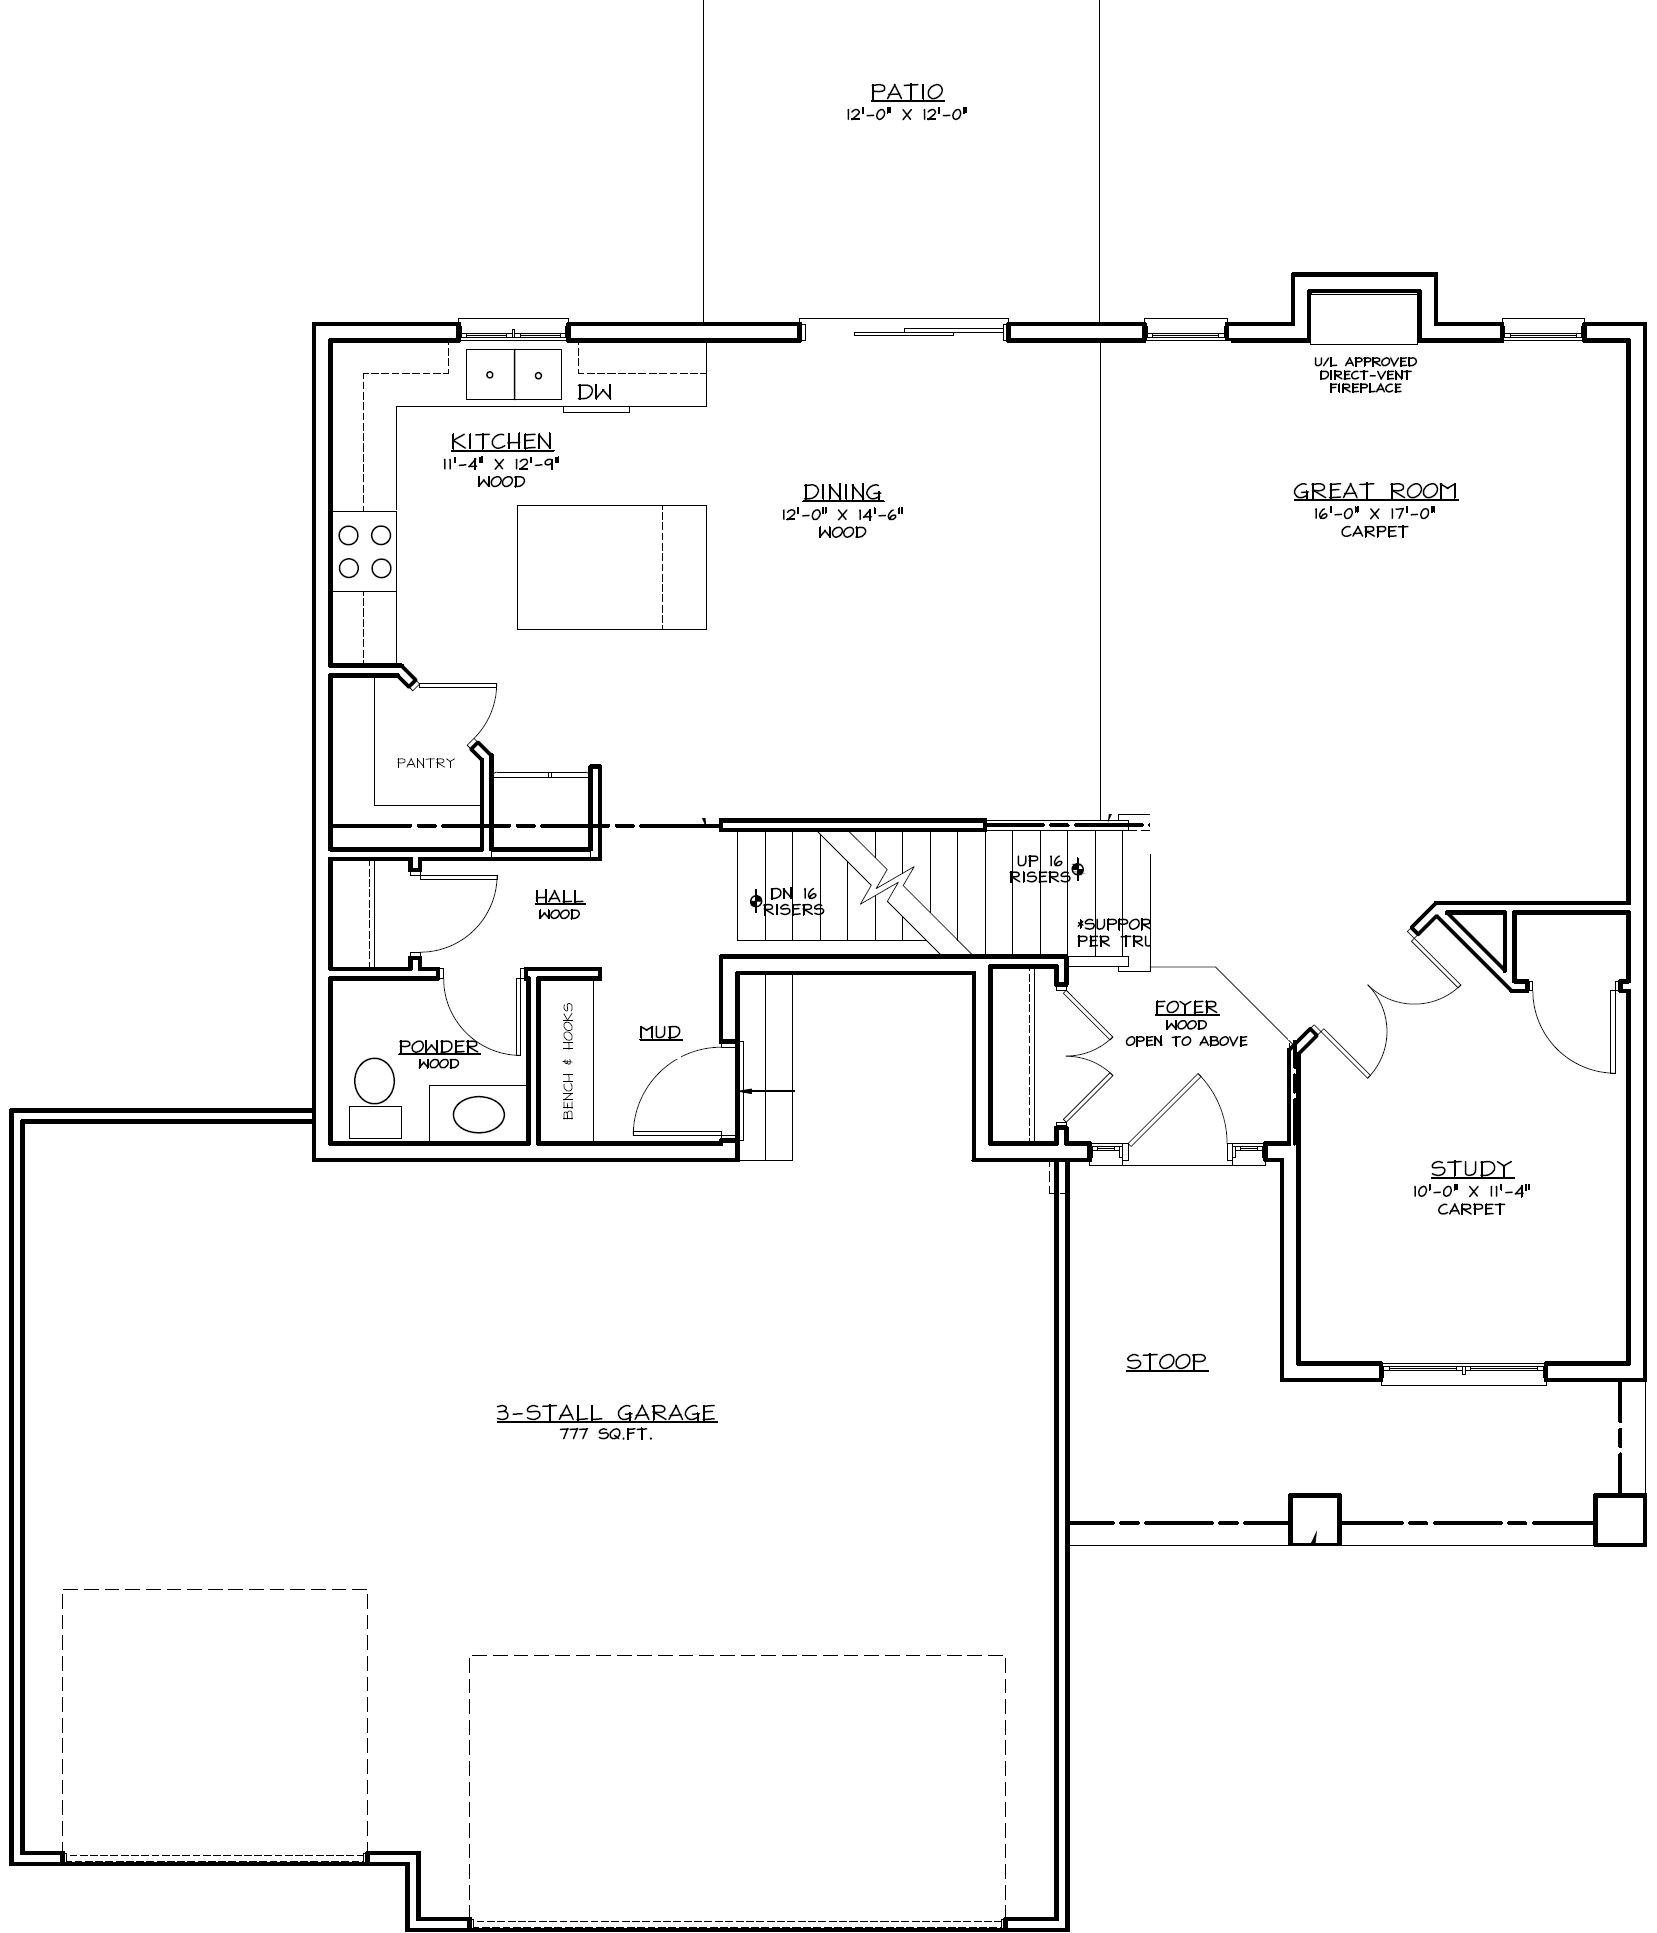 PATIO
12'-0" X 12'-0"
U/L APPROVED
DIRECT-VENT
FIREPLACE
DW
KITCHEN
11'-4" X 12'-9"
WOOD
DINING
12'-0" X 14'-6"
WOOD
GREAT ROOM
16'-0" X 17'-0"
CARPET
PANTRY
UP 16
RISERS
DN 16
RISERS
HALL
WOOD
*SUPPOR
PER TRU
FOYER
WOOD
OPEN TO ABOVE
MUD
BENCH & HOOKS
POWDER
WOOD
STUDY
10'-0" X 11'-4"
CARPET
STOOP
3-STALL GARAGE
777 SQ.FT.